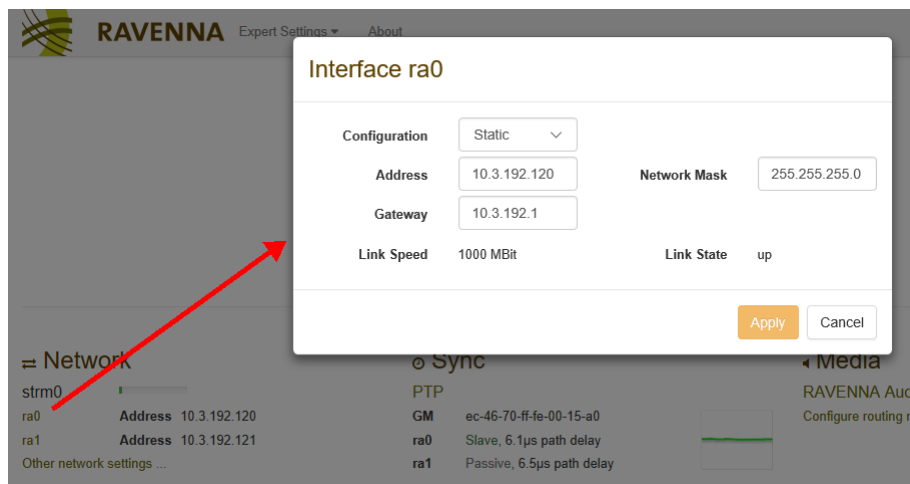 RAVENNA Expert Settings About
Interface ra0
Configuration Static
Address 10.3.192.120 Network Mask 255.255.255.0
Gateway 10.3.192.1
Link Speed 1000 MBit Link State up
Apply Cancel
Network Sync Media
strm0 PTP RAVENNA Aud
ra0 Address 10.3.192.120 GM ec-46-70-ff-fe-00-15-a0 Configure routing
ra1 Address 10.3.192.121 ra0 Slave, 6.1µs path delay
Other network settings ... ra1 Passive, 6.5µs path delay